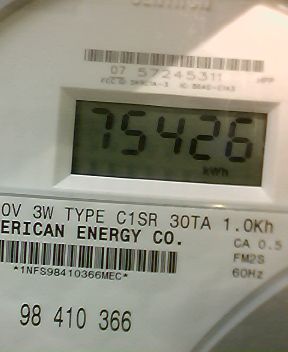 07 57245311
75426
kWh
0V 3W TYPE C1SR 30TA 1.0Kh
ERICAN ENERGY CO.
CA 0.5
FM2S
60Hz
*1NFS98410366MEC*
98 410 366